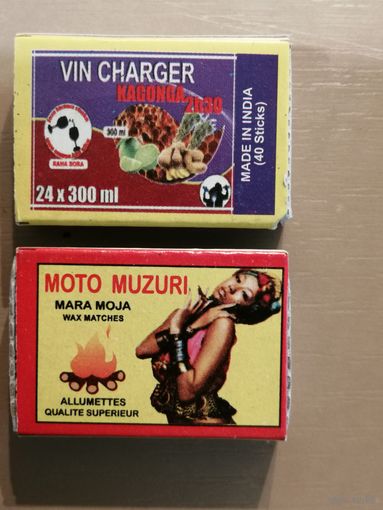 VIN CHARGER
KAGONGA
2R30
300 ml
RAHA BORA
24 x 300 ml
MADE IN INDIA
(40 Sticks)
MOTO MUZURI
MARA MOJA
WAX MATCHES
ALLUMETTES
QUALITE SUPERIEUR